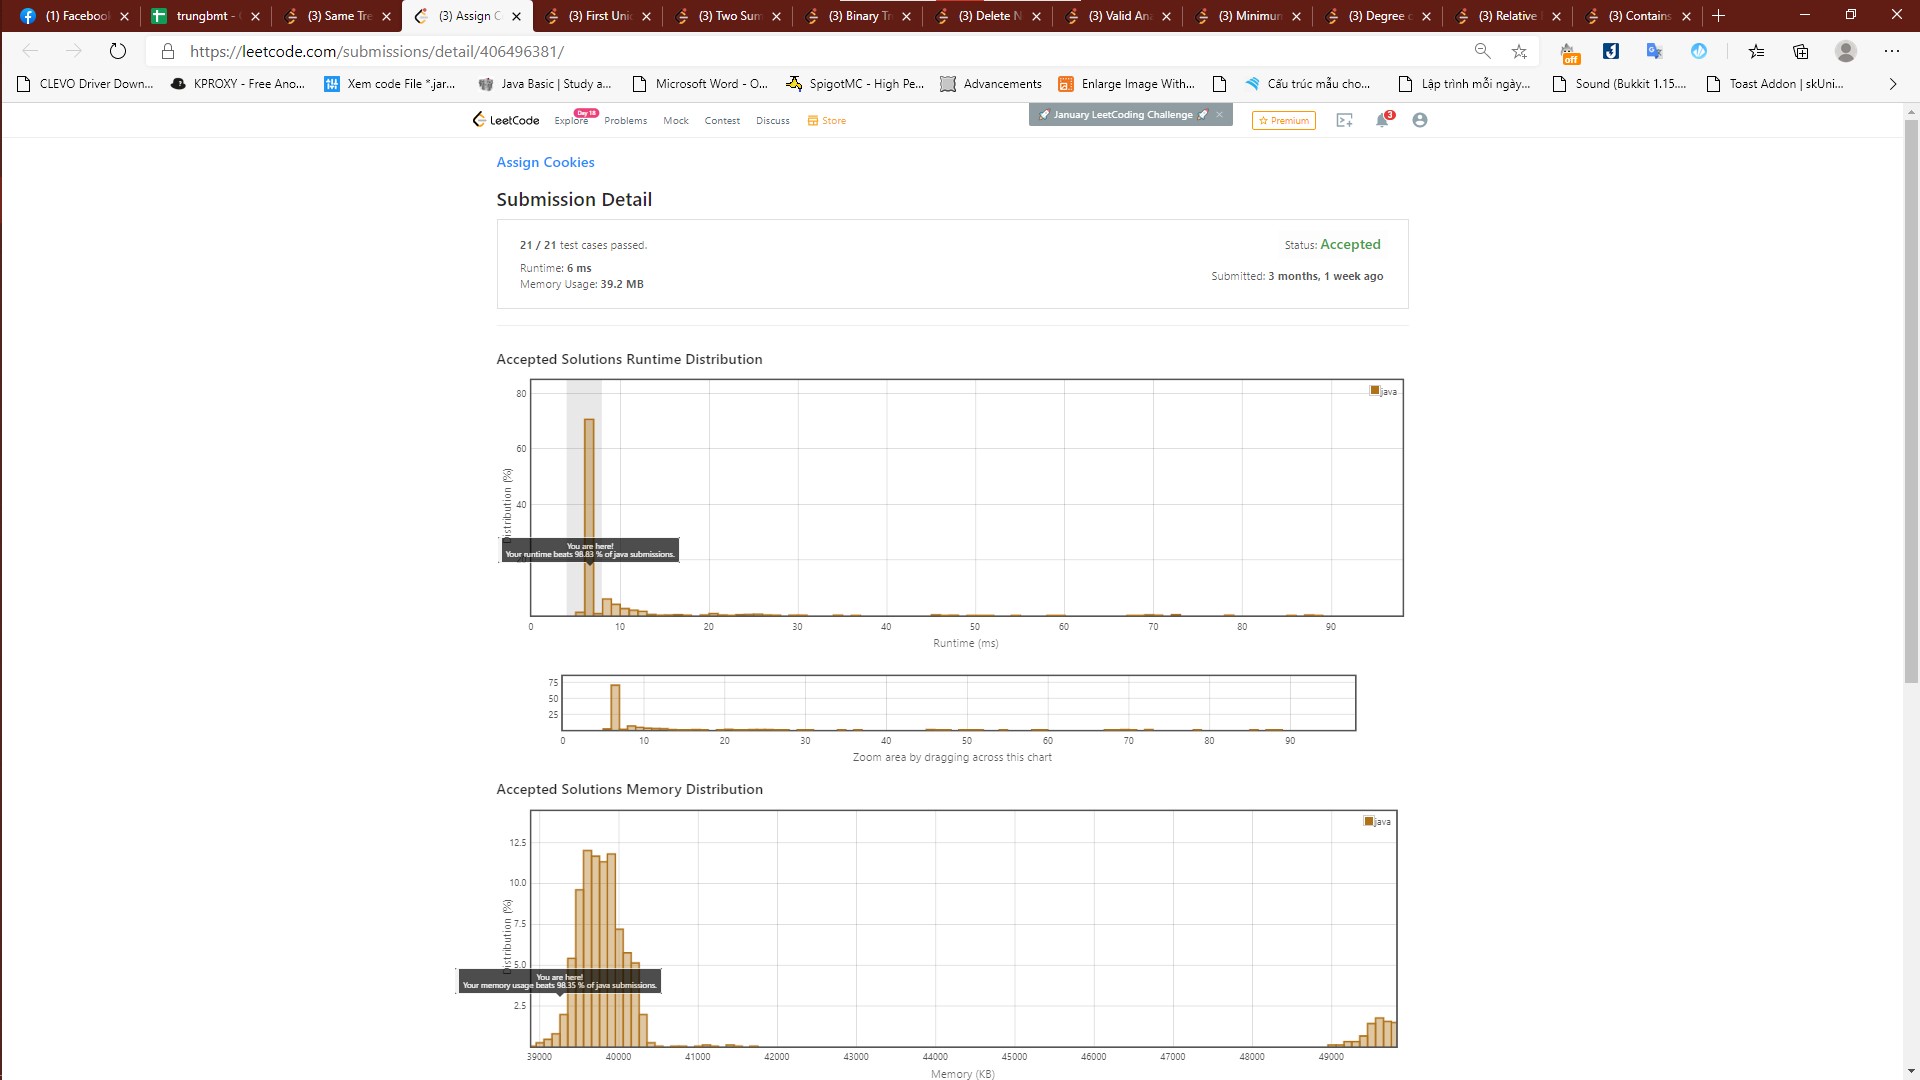 (1) Facebool
trungbmt - 
(3) Same Tre
(3) Assign C
(3) First Uni
(3) Two Sum
(3) Binary Tr
(3) Delete N
(3) Valid An
(3) Minimum
(3) Degree o
(3) Relative
(3) Contains
https://leetcode.com/submissions/detail/406496381/
off
CLEVO Driver Down...
KPROXY - Free Ano...
Xem code File *.jar...
Java Basic | Study a...
Microsoft Word - O...
SpigotMC - High Pe...
Advancements
Enlarge Image With...
Cấu trúc mẫu cho...
Lập trình mỗi ngày...
Sound (Bukkit 1.15....
Toast Addon | skUni...
LeetCode
Explore
Day 18
Problems
Mock
Contest
Discuss
Store
January LeetCoding Challenge
Premium
3
Assign Cookies
Submission Detail
21 / 21 test cases passed.
Status: Accepted
Runtime: 6 ms
Submitted: 3 months, 1 week ago
Memory Usage: 39.2 MB
Accepted Solutions Runtime Distribution
java
80
60
40
Distribution (%)
You are here!
Your runtime beats 98.83 % of java submissions.
0 10 20 30 40 50 60 70 80 90
Runtime (ms)
75
50
25
0 10 20 30 40 50 60 70 80 90
Zoom area by dragging across this chart
Accepted Solutions Memory Distribution
java
12.5
10.0
7.5
5.0
2.5
Distribution (%)
You are here!
Your memory usage beats 98.35 % of java submissions.
39000 40000 41000 42000 43000 44000 45000 46000 47000 48000 49000
Memory (KB)